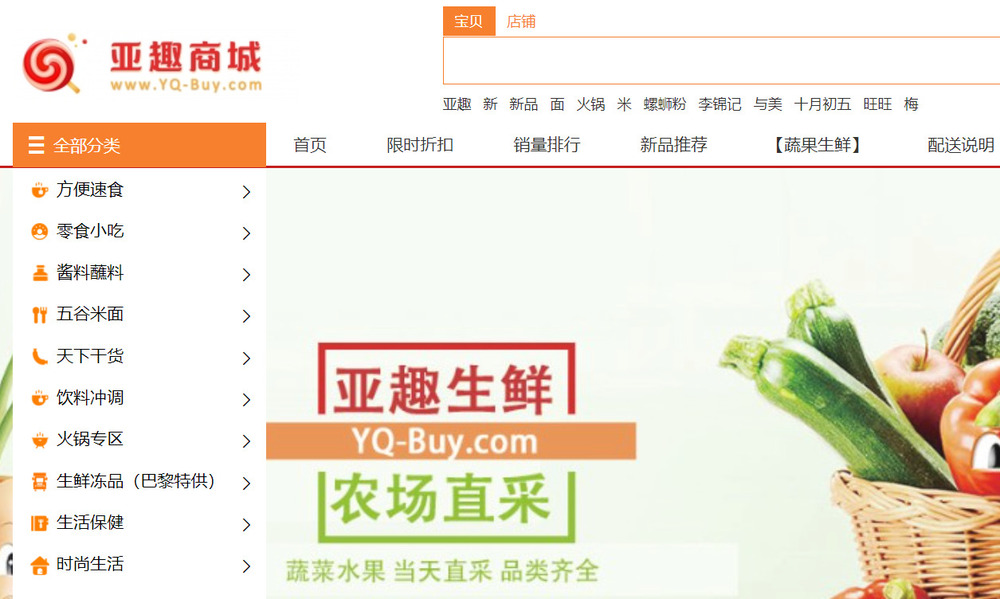 宝贝 店铺
亚趣商城
www.YQ-Buy.com
亚趣 新 新品 面 火锅 米 螺蛳粉 李锦记 与美 十月初五 旺旺 梅
全部分类 首页 限时折扣 销量排行 新品推荐 【蔬果生鲜】 配送说明
方便速食
零食小吃
酱料蘸料
五谷米面
天下干货
饮料冲调
火锅专区
生鲜冻品（巴黎特供）
生活保健
时尚生活
亚趣生鲜
YQ-Buy.com
农场直采
蔬菜水果 当天直采 品类齐全